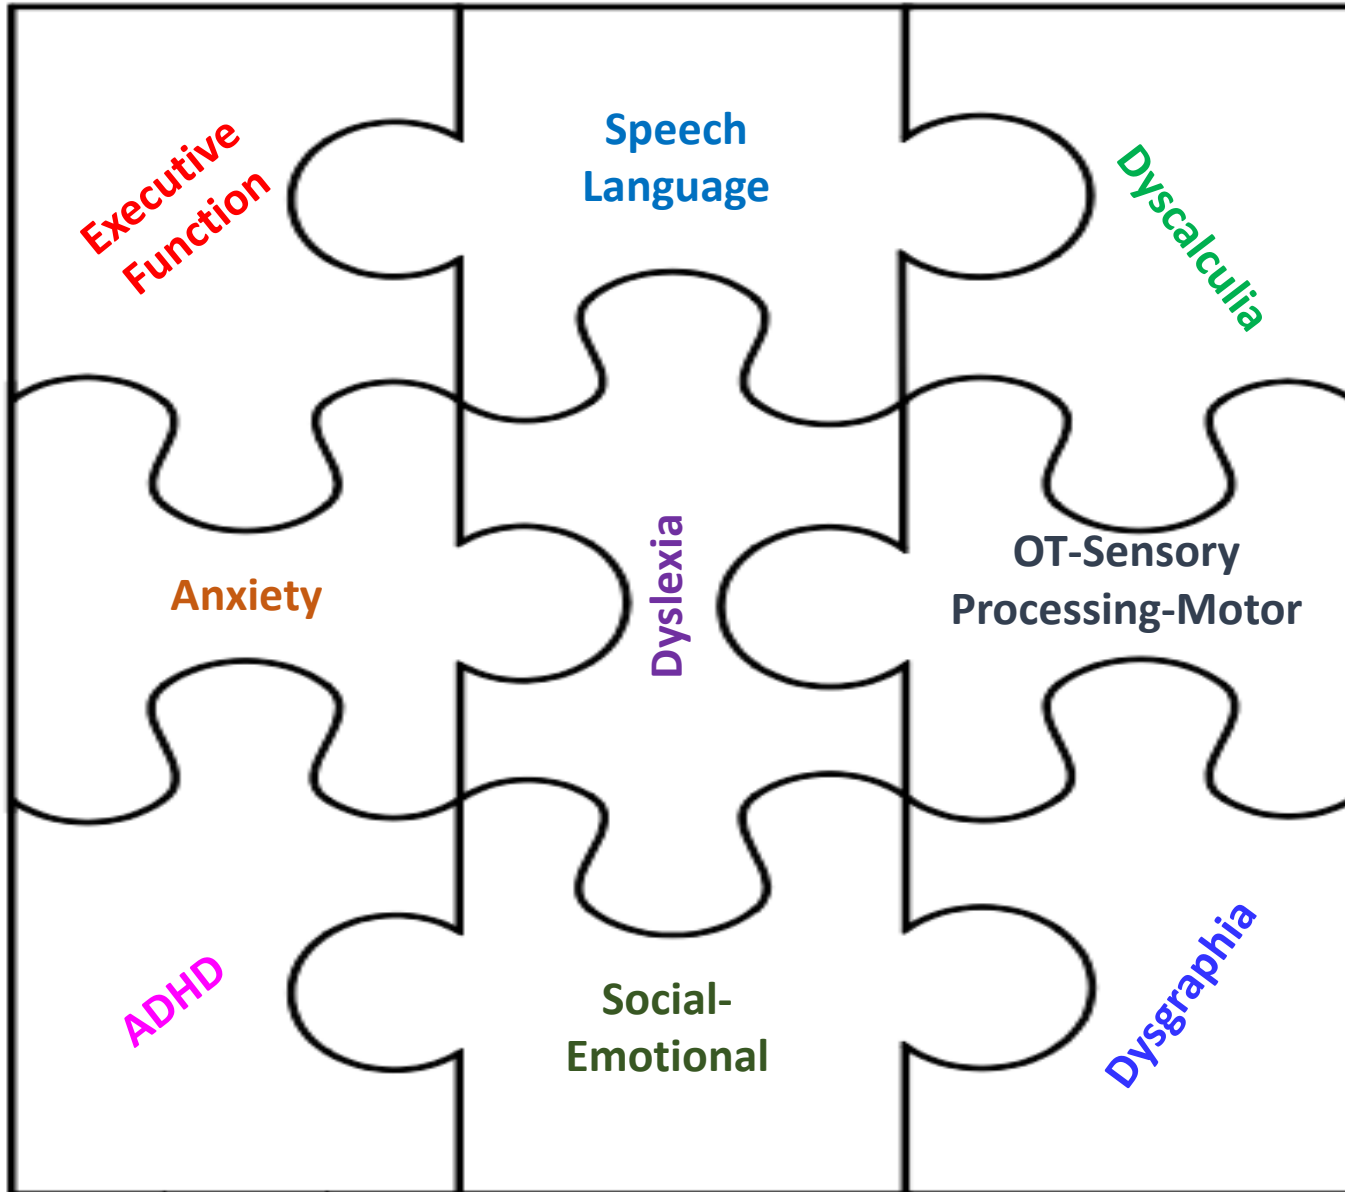 Executive
Function
Speech
Language
Dyscalculia
Anxiety
Dyslexia
OT-Sensory
Processing-Motor
ADHD
Social-
Emotional
Dysgraphia